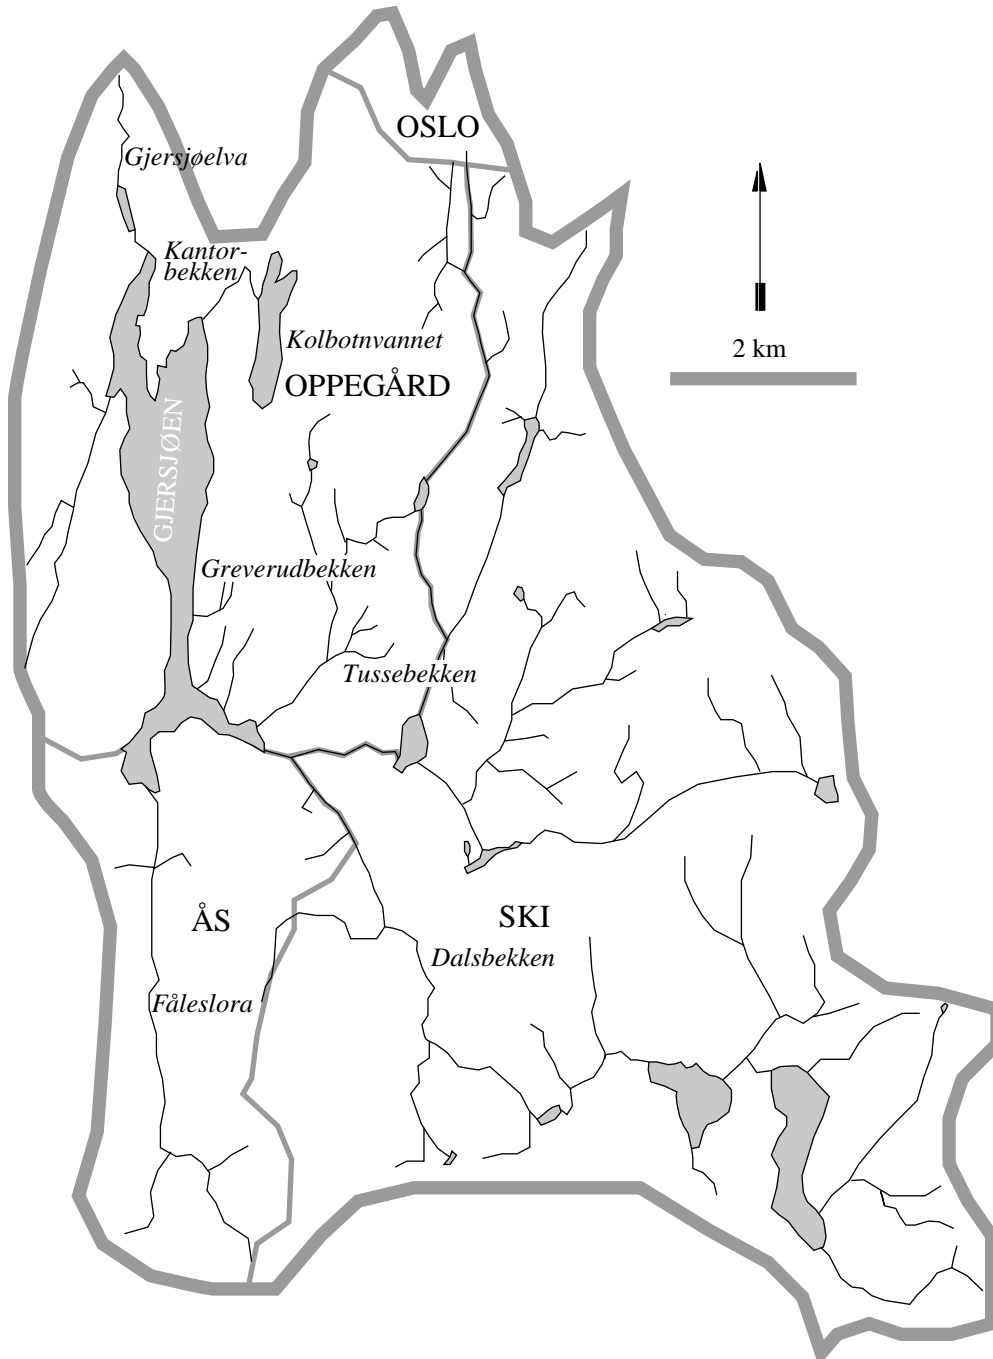 OSLO
Gjersjøelva
Kantor-
bekken
Kolbotnvannet
2 km
OPPEGÅRD
GJERSJØEN
Greverudbekken
Tussebekken
ÅS
SKI
Dalsbekken
Fåleslora